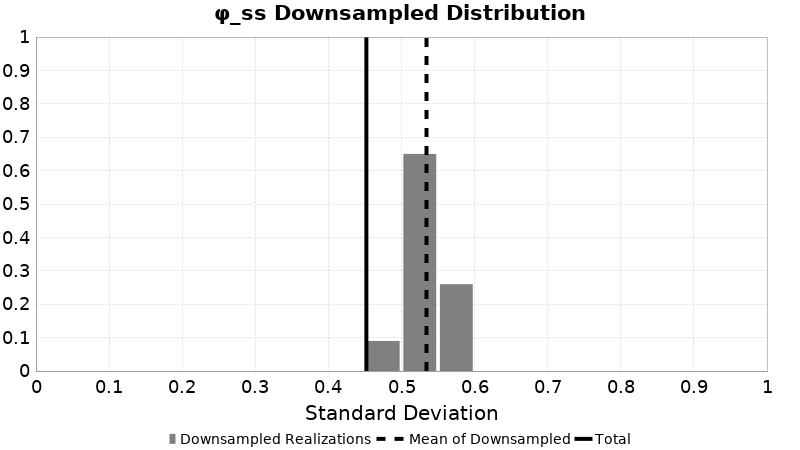 φ_ss Downsampled Distribution
1
0.9
0.8
0.7
0.6
0.5
0.4
0.3
0.2
0.1
0
0 0.1 0.2 0.3 0.4 0.5 0.6 0.7 0.8 0.9 1
Standard Deviation
Downsampled Realizations Mean of Downsampled Total